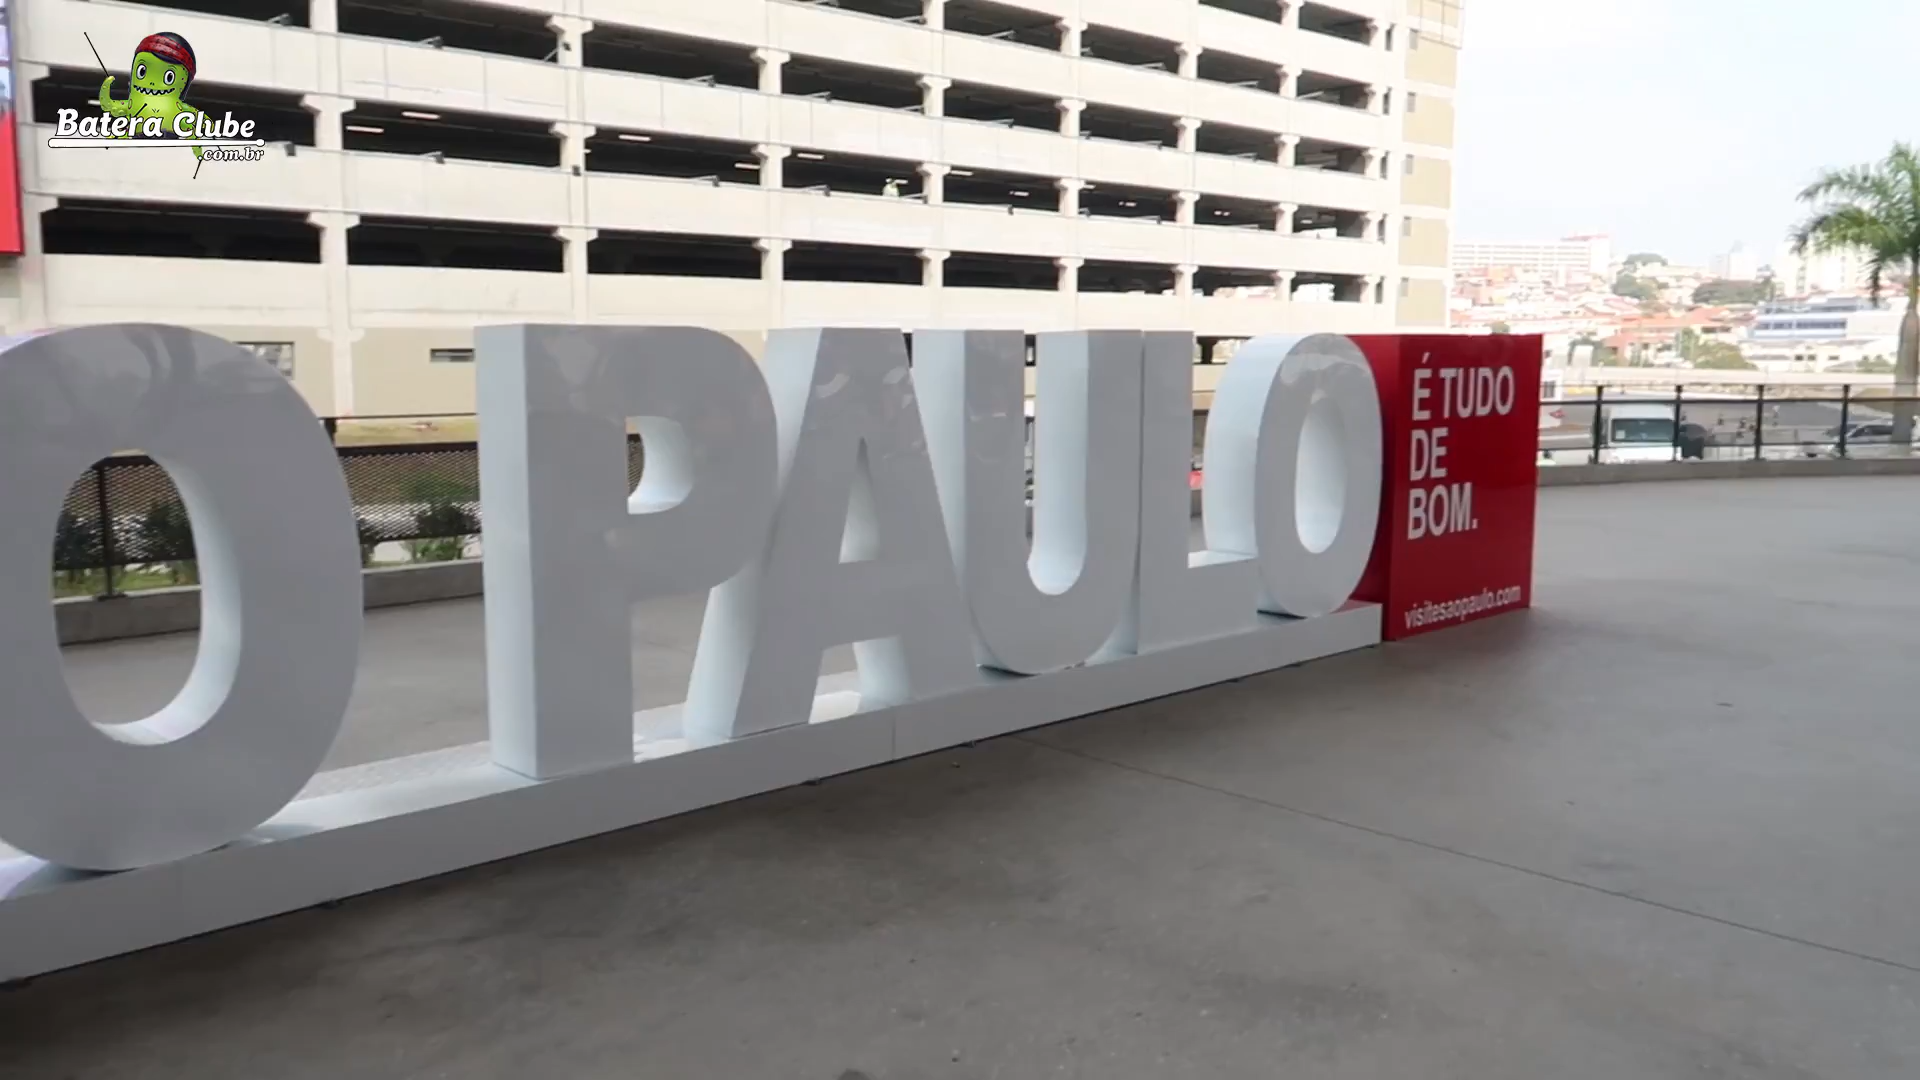 Batera Clube
.com.br
O PAULO
É TUDO
DE
BOM.
visitesaopaulo.com